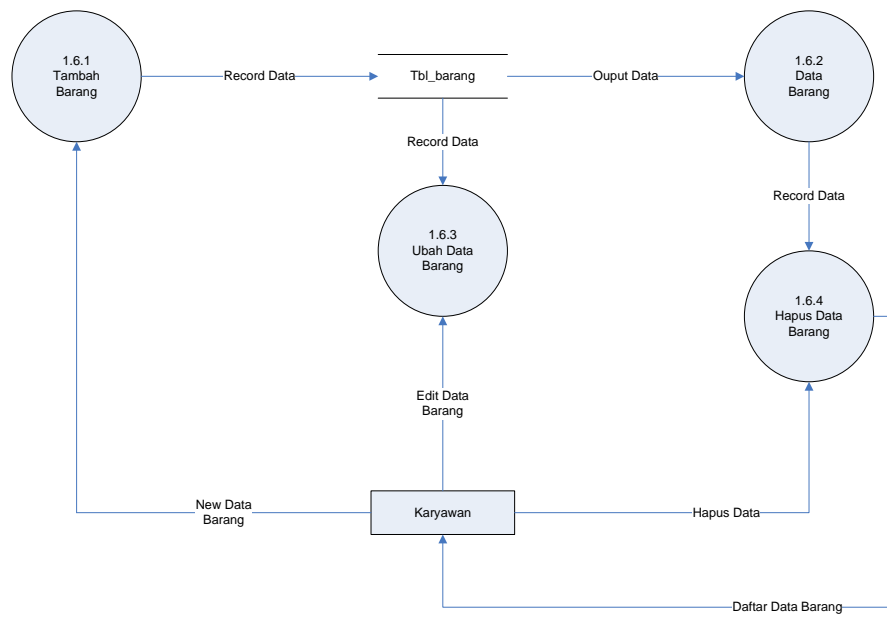 1.6.1
Tambah
Barang
Record Data
Tbl_barang
Ouput Data
1.6.2
Data
Barang
Record Data
Record Data
1.6.3
Ubah Data
Barang
1.6.4
Hapus Data
Barang
Edit Data
Barang
New Data
Barang
Karyawan
Hapus Data
Daftar Data Barang